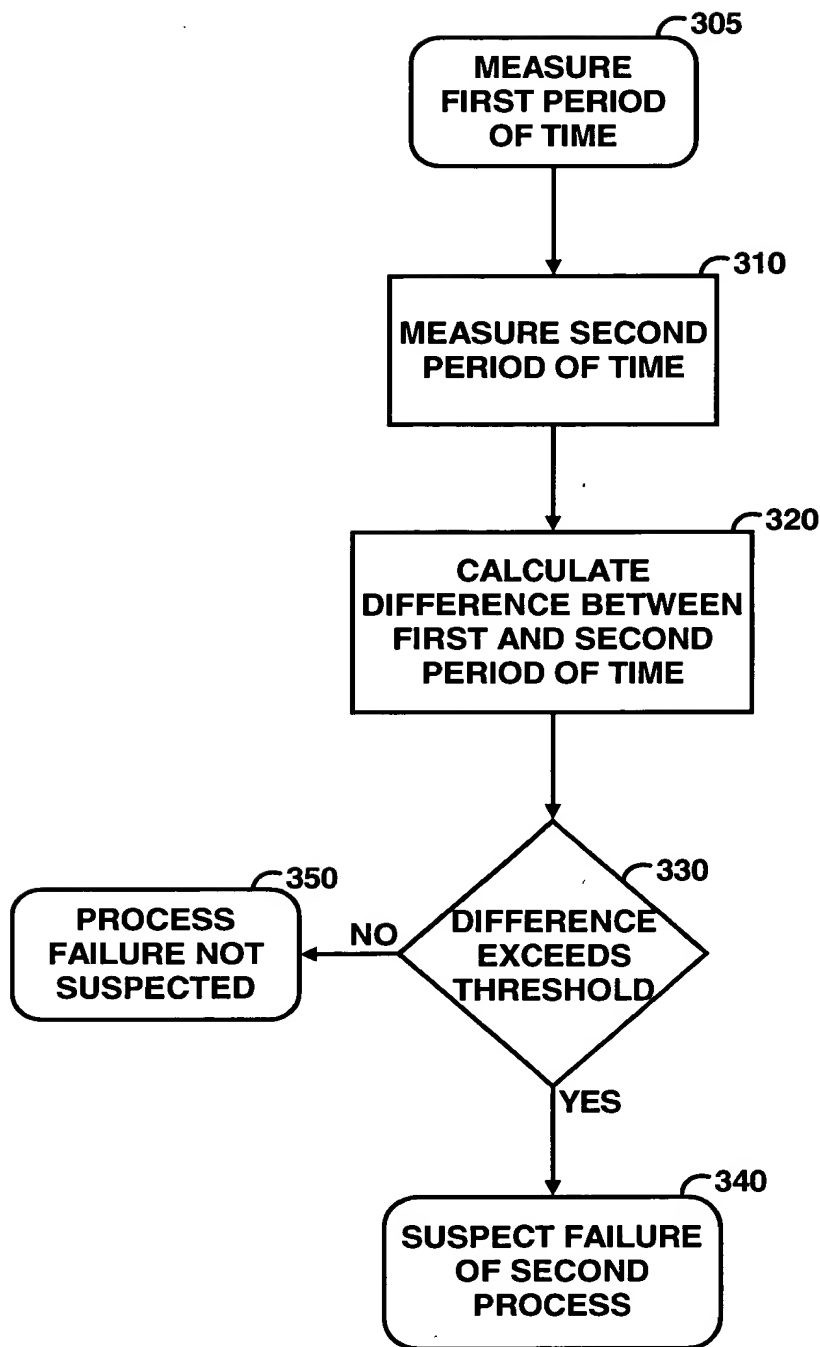 305
MEASURE
FIRST PERIOD
OF TIME
310
MEASURE SECOND
PERIOD OF TIME
320
CALCULATE
DIFFERENCE BETWEEN
FIRST AND SECOND
PERIOD OF TIME
330
DIFFERENCE
EXCEEDS
THRESHOLD
NO
350
PROCESS
FAILURE NOT
SUSPECTED
YES
340
SUSPECT FAILURE
OF SECOND
PROCESS